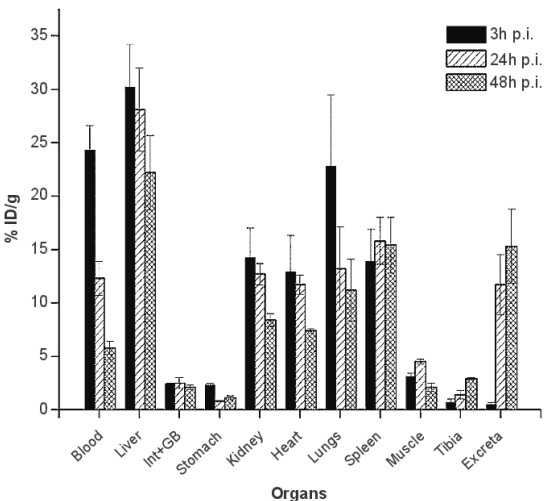 35
30
25
20
15
10
5
0
% ID/g
3h p.i.
24h p.i.
48h p.i.
Blood
Liver
Int+GB
Stomach
Kidney
Heart
Lungs
Spleen
Muscle
Tibia
Excreta
Organs